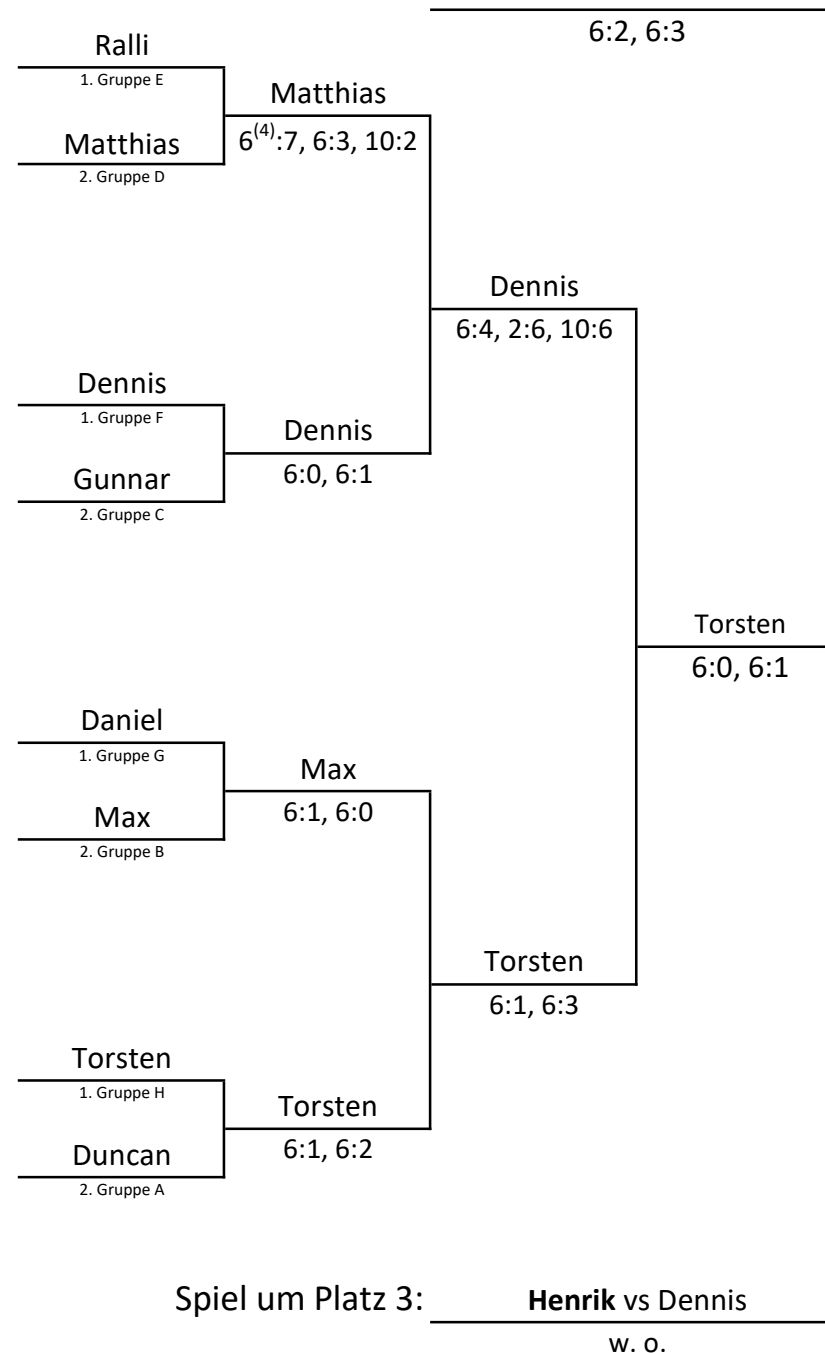 6:2, 6:3
Ralli
1. Gruppe E
Matthias
6(4):7, 6:3, 10:2
Matthias
2. Gruppe D
Dennis
6:4, 2:6, 10:6
Dennis
1. Gruppe F
Dennis
6:0, 6:1
Gunnar
2. Gruppe C
Torsten
6:0, 6:1
Daniel
1. Gruppe G
Max
6:1, 6:0
Max
2. Gruppe B
Torsten
6:1, 6:3
Torsten
1. Gruppe H
Torsten
6:1, 6:2
Duncan
2. Gruppe A
Spiel um Platz 3: Henrik vs Dennis
w. o.